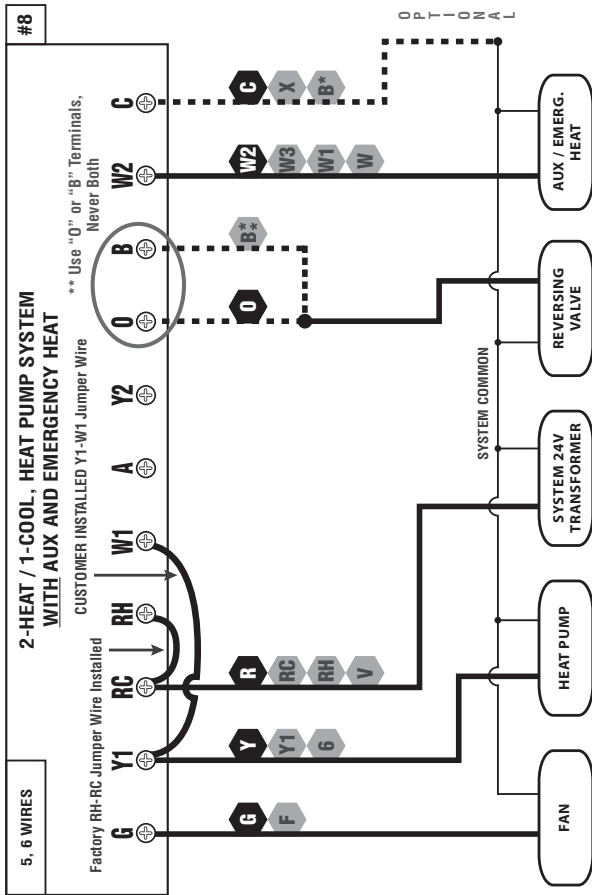 5, 6 WIRES
2-HEAT / 1-COOL, HEAT PUMP SYSTEM
WITH AUX AND EMERGENCY HEAT
#8
Factory RH-RC Jumper Wire Installed
CUSTOMER INSTALLED Y1-W1 Jumper Wire
** Use "O" or "B" Terminals,
Never Both
G Y1 RC RH W1 A Y2 O B W2 C
G Y R O B* * W2 C
F Y1 RC W3 X
6 RH W1 B*
V W
OPTIONAL
SYSTEM COMMON
FAN
HEAT PUMP
SYSTEM 24V
TRANSFORMER
REVERSING
VALVE
AUX / EMERG.
HEAT